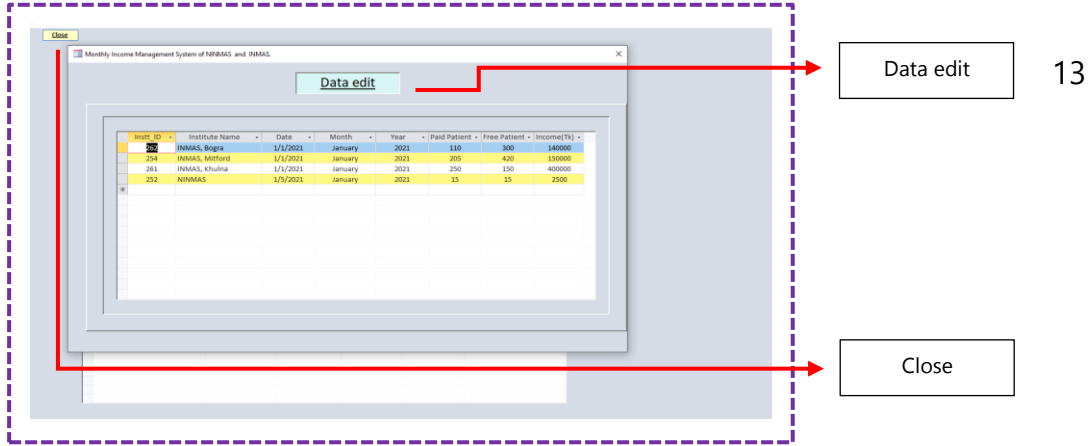 Close
Monthly Income Management System of NINMAS and INMAS.
Data edit
Data edit
13
Instt_ID Institute Name Date Month Year Paid Patient Free Patient Income(Tk)
262 INMAS, Bogra 1/1/2021 January 2021 110 300 140000
254 INMAS, Mitford 1/1/2021 January 2021 205 420 150000
261 INMAS, Khulna 1/1/2021 January 2021 250 150 400000
252 NINMAS 1/5/2021 January 2021 15 15 2500
Close